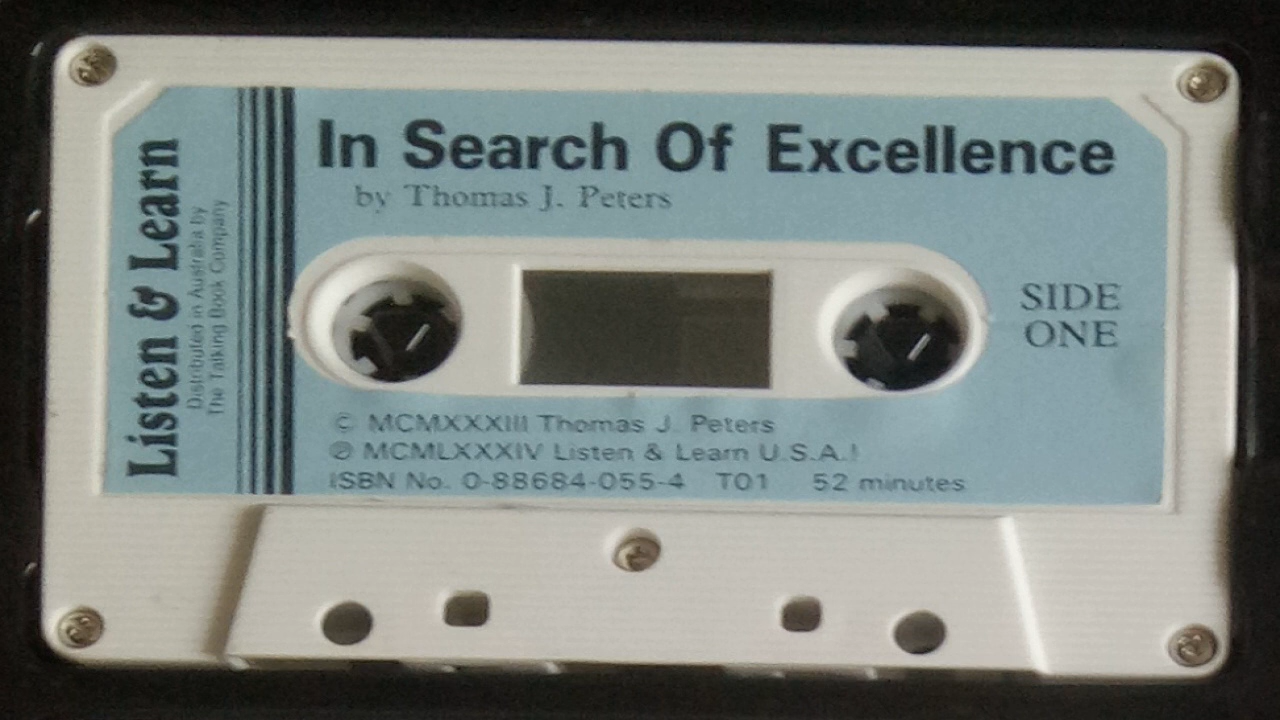 In Search Of Excellence
by Thomas J. Peters
Listen & Learn
Distributed in Australia by
The Talking Book Company
SIDE
ONE
© MCMXXXIII Thomas J. Peters
℗ MCMLXXXIV Listen & Learn U.S.A.!
ISBN No. 0-88684-055-4 T01 52 minutes